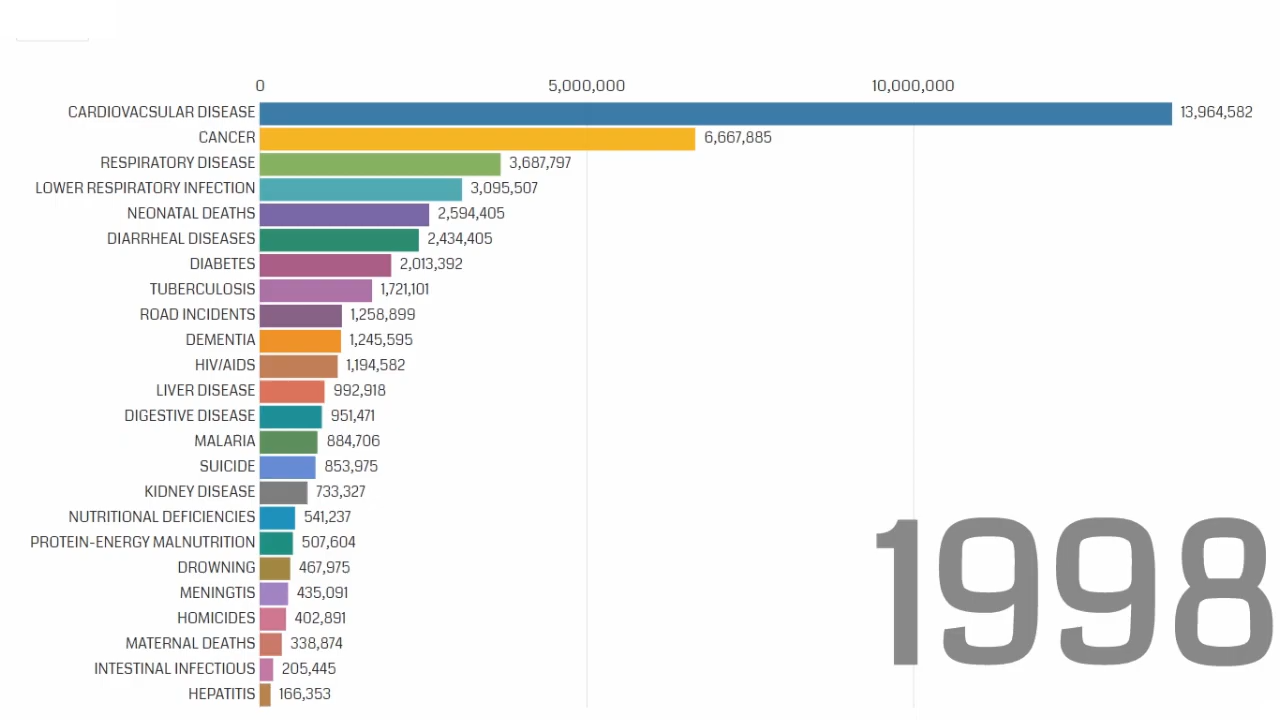 0 5,000,000 10,000,000
CARDIOVACSULAR DISEASE 13,964,582
CANCER 6,667,885
RESPIRATORY DISEASE 3,687,797
LOWER RESPIRATORY INFECTION 3,095,507
NEONATAL DEATHS 2,594,405
DIARRHEAL DISEASES 2,434,405
DIABETES 2,013,392
TUBERCULOSIS 1,721,101
ROAD INCIDENTS 1,258,899
DEMENTIA 1,245,595
HIV/AIDS 1,194,582
LIVER DISEASE 992,918
DIGESTIVE DISEASE 951,471
MALARIA 884,706
SUICIDE 853,975
KIDNEY DISEASE 733,327
NUTRITIONAL DEFICIENCIES 541,237
PROTEIN-ENERGY MALNUTRITION 507,604
DROWNING 467,975
MENINGTIS 435,091
HOMICIDES 402,891
MATERNAL DEATHS 338,874
INTESTINAL INFECTIOUS 205,445
HEPATITIS 166,353
1998